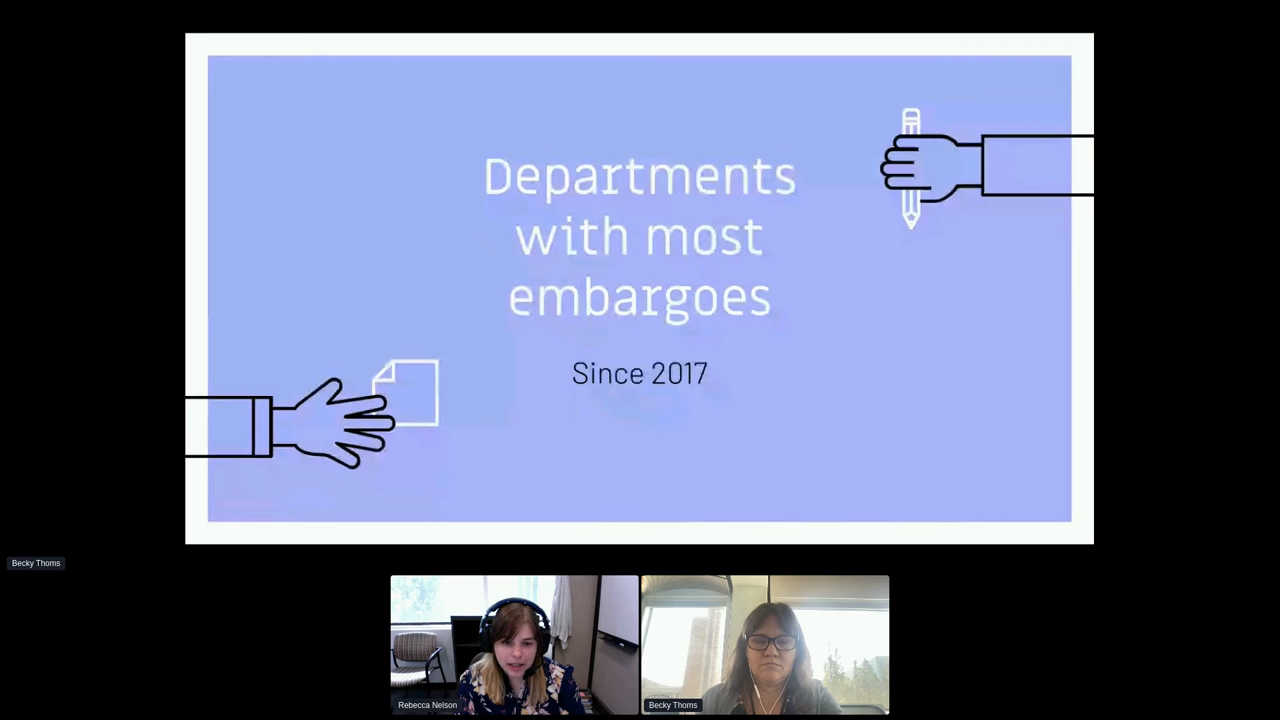 Departments
with most
embargoes
Since 2017
Becky Thoms
Rebecca Nelson
Becky Thoms